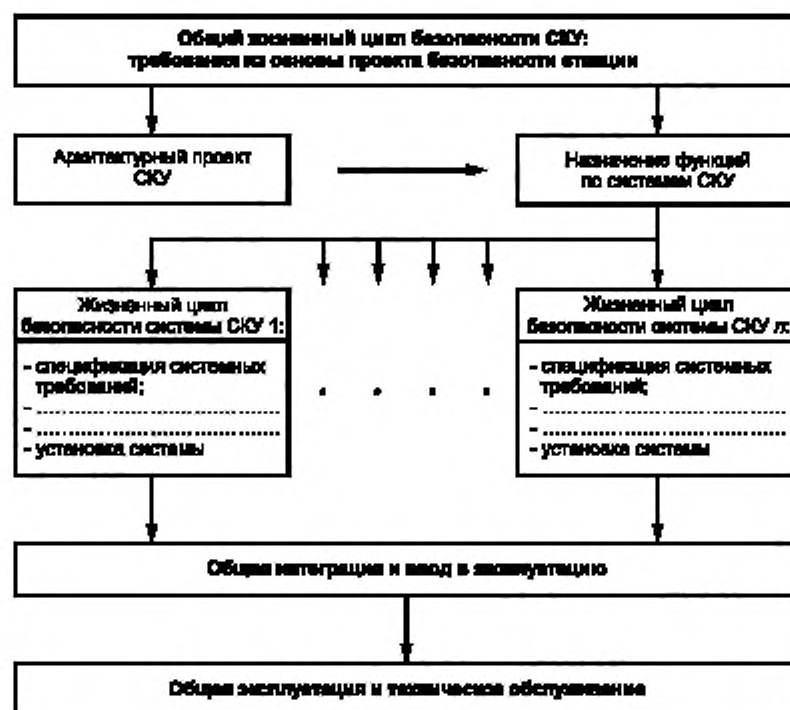 Общий жизненный цикл безопасности СКУ:
требования из основы проекта безопасности станции
Архитектурный проект
СКУ
Назначение функций
по системам СКУ
Жизненный цикл
безопасности системы СКУ 1:
- спецификация системных
требований;
- ................................................
- ................................................
- установка системы
Жизненный цикл
безопасности системы СКУ n:
- спецификация системных
требований;
- ................................................
- ................................................
- установка системы
Общая интеграция и ввод в эксплуатацию
Общая эксплуатация и техническое обслуживание